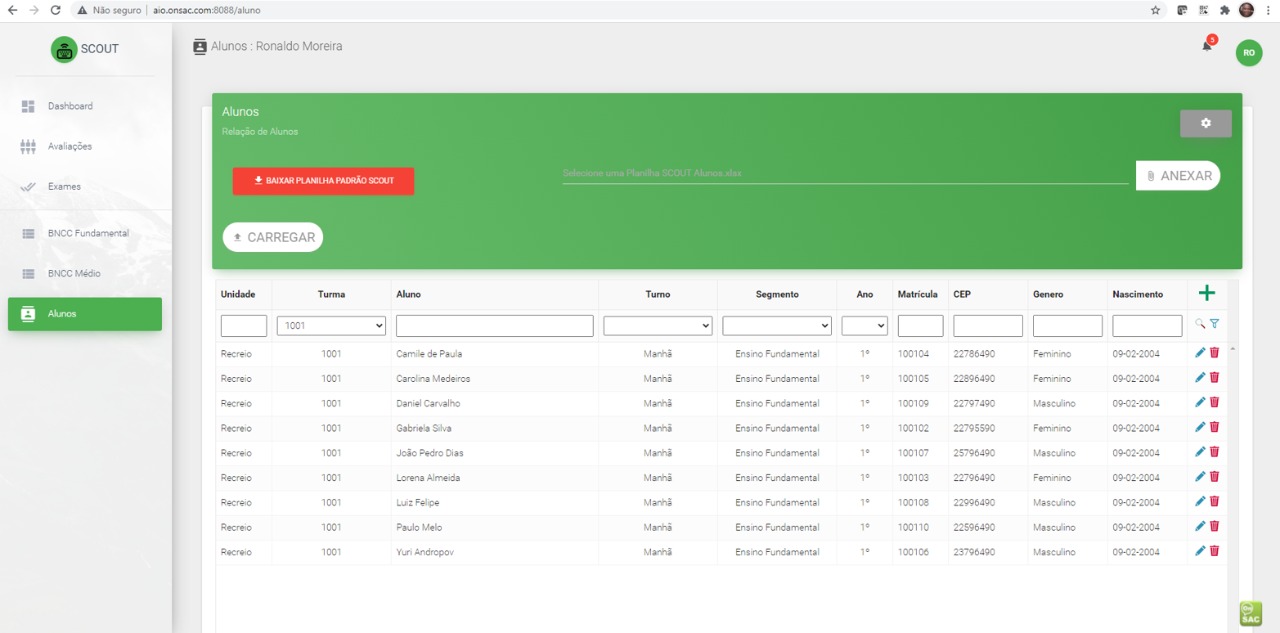 Não seguro | aio.onsac.com:8088/aluno
SCOUT
Alunos : Ronaldo Moreira
5
RO
Dashboard
Avaliações
Exames
BNCC Fundamental
BNCC Médio
Alunos
Alunos
Relação de Alunos
BAIXAR PLANILHA PADRÃO SCOUT
Selecione uma Planilha SCOUT Alunos.xlsx
ANEXAR
CARREGAR
Unidade Turma Aluno Turno Segmento Ano Matrícula CEP Genero Nascimento
1001
Recreio 1001 Camile de Paula Manhã Ensino Fundamental 1º 100104 22786490 Feminino 09-02-2004
Recreio 1001 Carolina Medeiros Manhã Ensino Fundamental 1º 100105 22896490 Feminino 09-02-2004
Recreio 1001 Daniel Carvalho Manhã Ensino Fundamental 1º 100109 22797490 Masculino 09-02-2004
Recreio 1001 Gabriela Silva Manhã Ensino Fundamental 1º 100102 22795590 Feminino 09-02-2004
Recreio 1001 João Pedro Dias Manhã Ensino Fundamental 1º 100107 25796490 Masculino 09-02-2004
Recreio 1001 Lorena Almeida Manhã Ensino Fundamental 1º 100103 22796490 Feminino 09-02-2004
Recreio 1001 Luiz Felipe Manhã Ensino Fundamental 1º 100108 22996490 Masculino 09-02-2004
Recreio 1001 Paulo Melo Manhã Ensino Fundamental 1º 100110 22596490 Masculino 09-02-2004
Recreio 1001 Yuri Andropov Manhã Ensino Fundamental 1º 100106 23796490 Masculino 09-02-2004
On
SAC